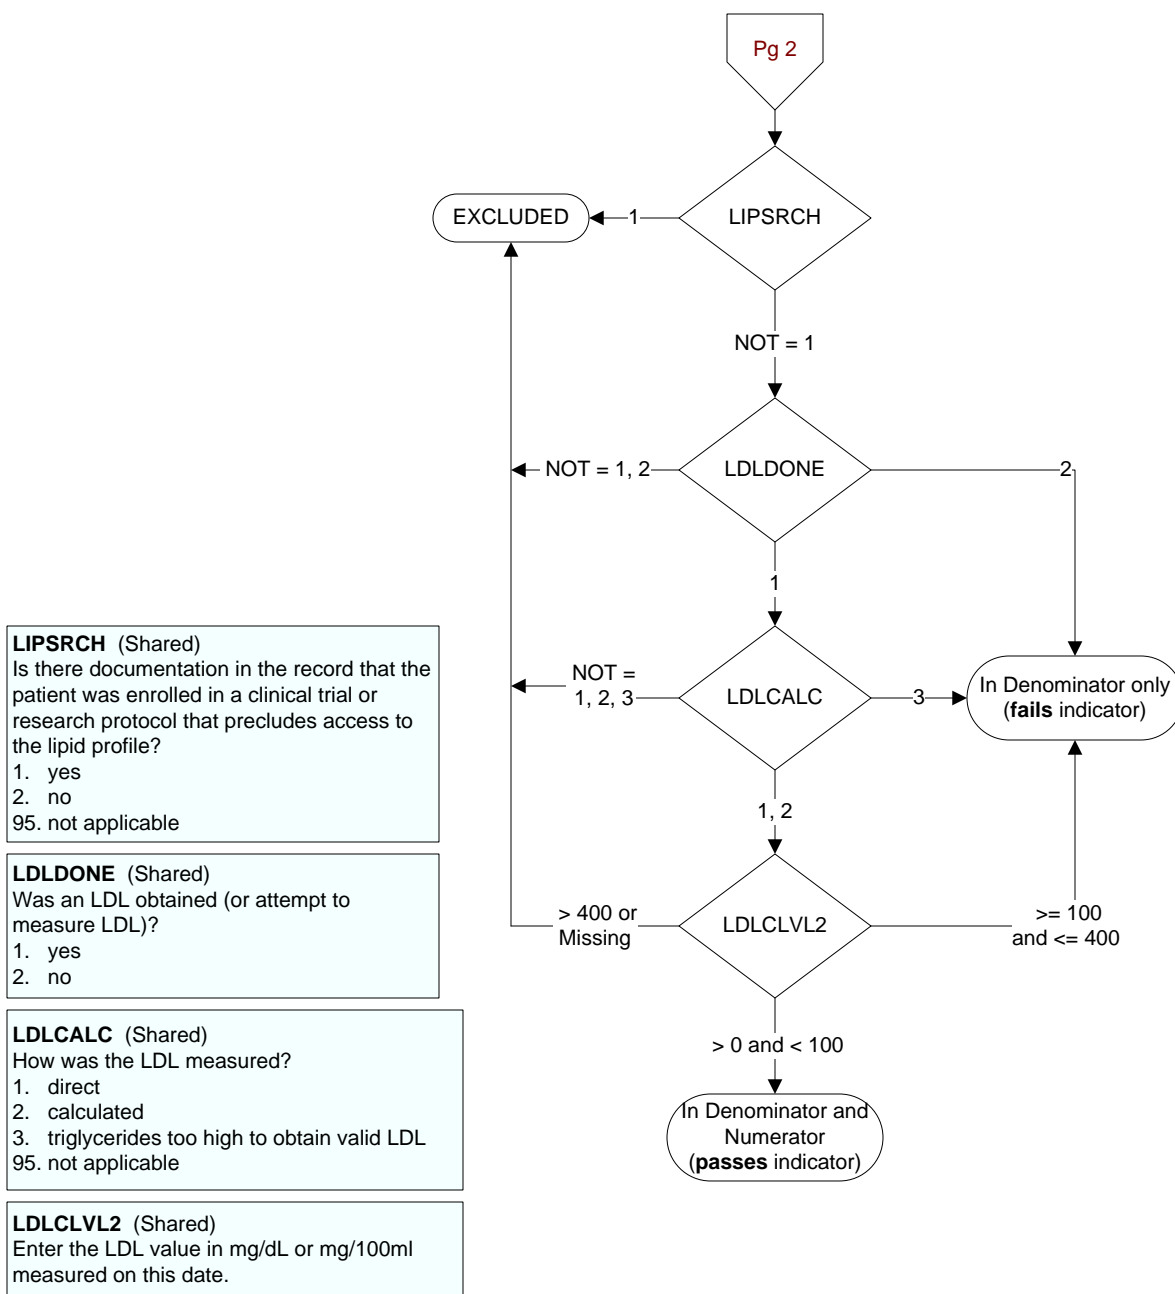 Pg 2
EXCLUDED
1
LIPSRCH
NOT = 1
NOT = 1, 2
LDLDONE
2
1
LIPSRCH (Shared)
Is there documentation in the record that the
patient was enrolled in a clinical trial or
research protocol that precludes access to
the lipid profile?
1. yes
2. no
95. not applicable
NOT =
1, 2, 3
LDLCALC
3
In Denominator only
(fails indicator)
1, 2
LDLDONE (Shared)
Was an LDL obtained (or attempt to
measure LDL)?
1. yes
2. no
> 400 or
Missing
LDLCLVL2
>= 100
and <= 400
LDLCALC (Shared)
How was the LDL measured?
1. direct
2. calculated
3. triglycerides too high to obtain valid LDL
95. not applicable
> 0 and < 100
In Denominator and
Numerator
(passes indicator)
LDLCLVL2 (Shared)
Enter the LDL value in mg/dL or mg/100ml
measured on this date.